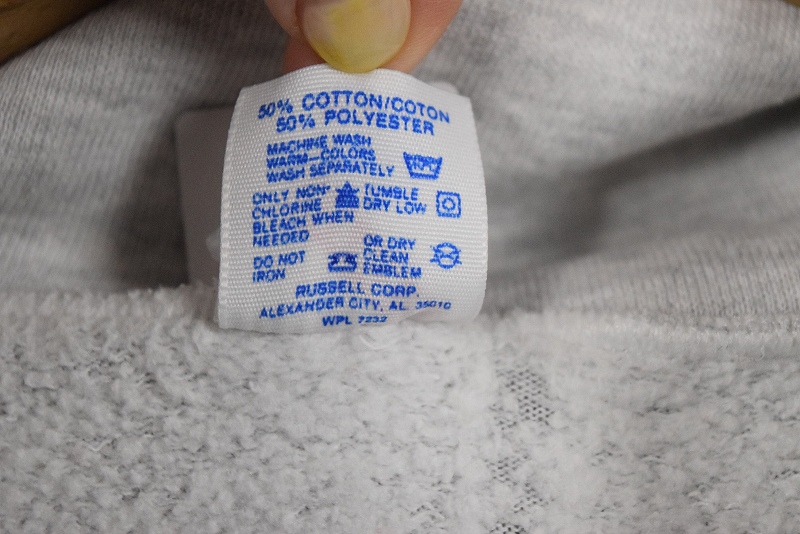 50% COTTON/COTON
50% POLYESTER
MACHINE WASH
WARM-COLORS
WASH SEPARATELY
ONLY NON
CHLORINE
BLEACH WHEN
NEEDED
TUMBLE
DRY LOW
DO NOT
IRON
OR DRY
CLEAN
EMBLEM
RUSSELL CORP.
ALEXANDER CITY, AL. 35010
WPL 7233